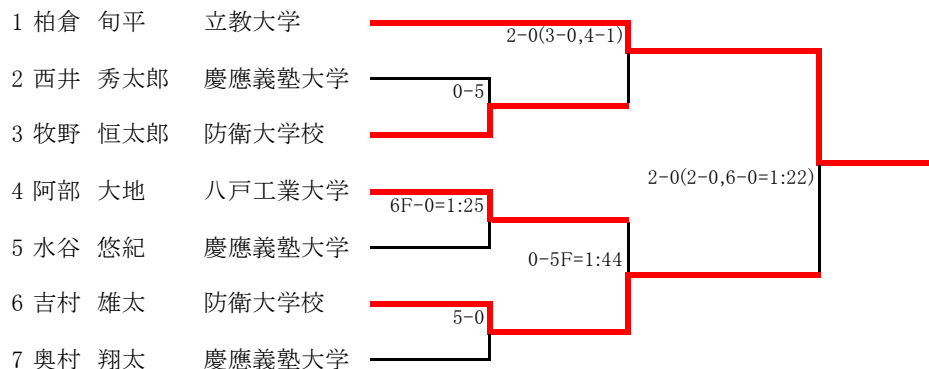 1 柏倉 旬平 立教大学
2-0(3-0,4-1)
2 西井 秀太郎 慶應義塾大学
0-5
3 牧野 恒太郎 防衛大学校
4 阿部 大地 八戸工業大学
2-0(2-0,6-0=1:22)
6F-0=1:25
5 水谷 悠紀 慶應義塾大学
0-5F=1:44
6 吉村 雄太 防衛大学校
5-0
7 奥村 翔太 慶應義塾大学